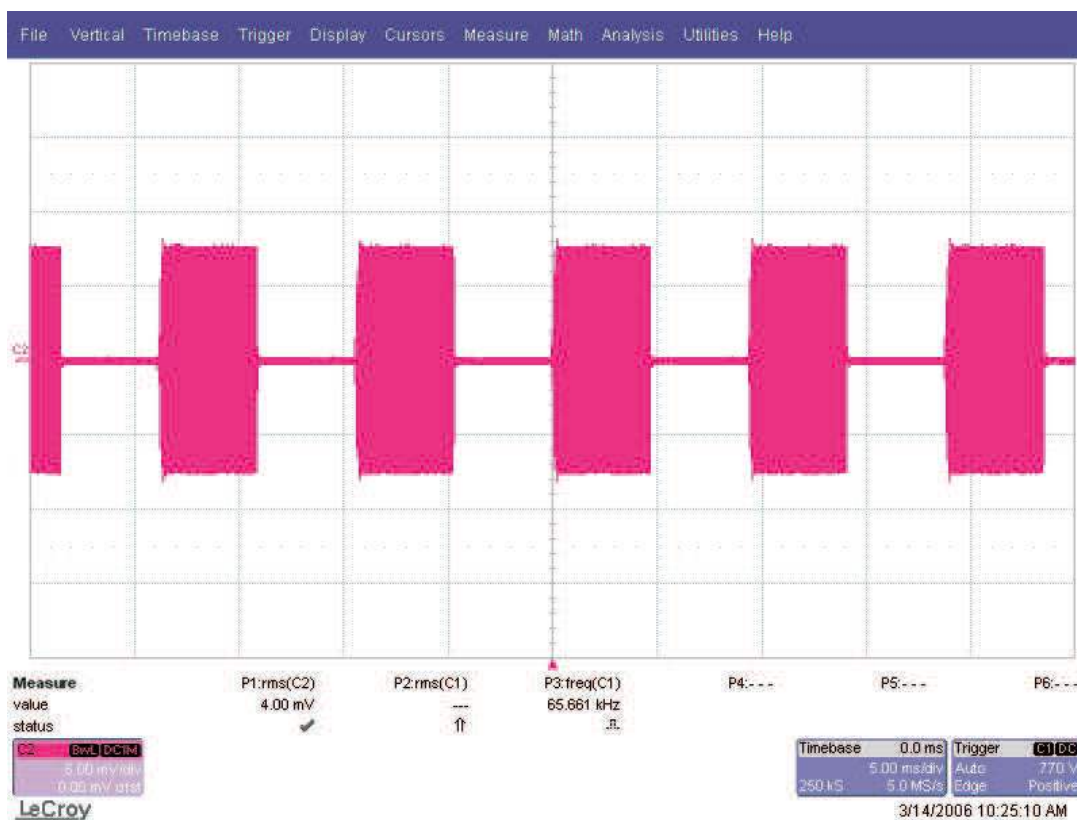 File Vertical Timebase Trigger Display Cursors Measure Math Analysis Utilities Help
C2
Measure P1:rms(C2) P2:rms(C1) P3:freq(C1) P4:- - - P5:- - - P6:- - -
value 4.00 mV --- 65.661 kHz
status
C2 BwL DC1M
5.00 mV/div
0.00 mV ofst
Timebase 0.0 ms
5.00 ms/div
250 kS 5.0 MS/s
Trigger C1 DC
Auto 770 V
Edge Positive
LeCroy
3/14/2006 10:25:10 AM